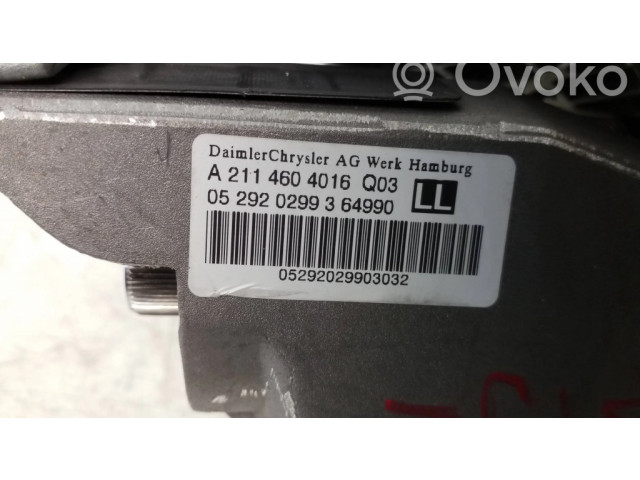 Ovoko
DaimlerChrysler AG Werk Hamburg
A 211 460 4016 Q03
LL
05 292 0299 3 64990
05292029903032